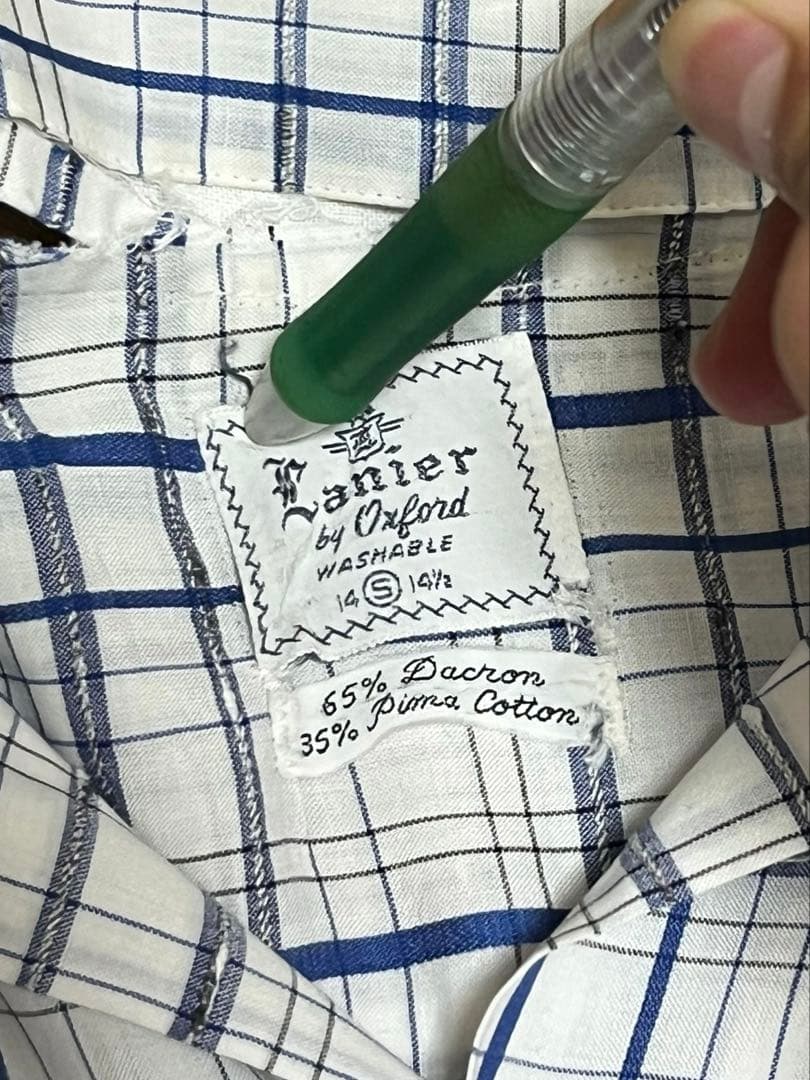 Lanier
by Oxford
WASHABLE
14 S 14½
65% Dacron
35% Pima Cotton